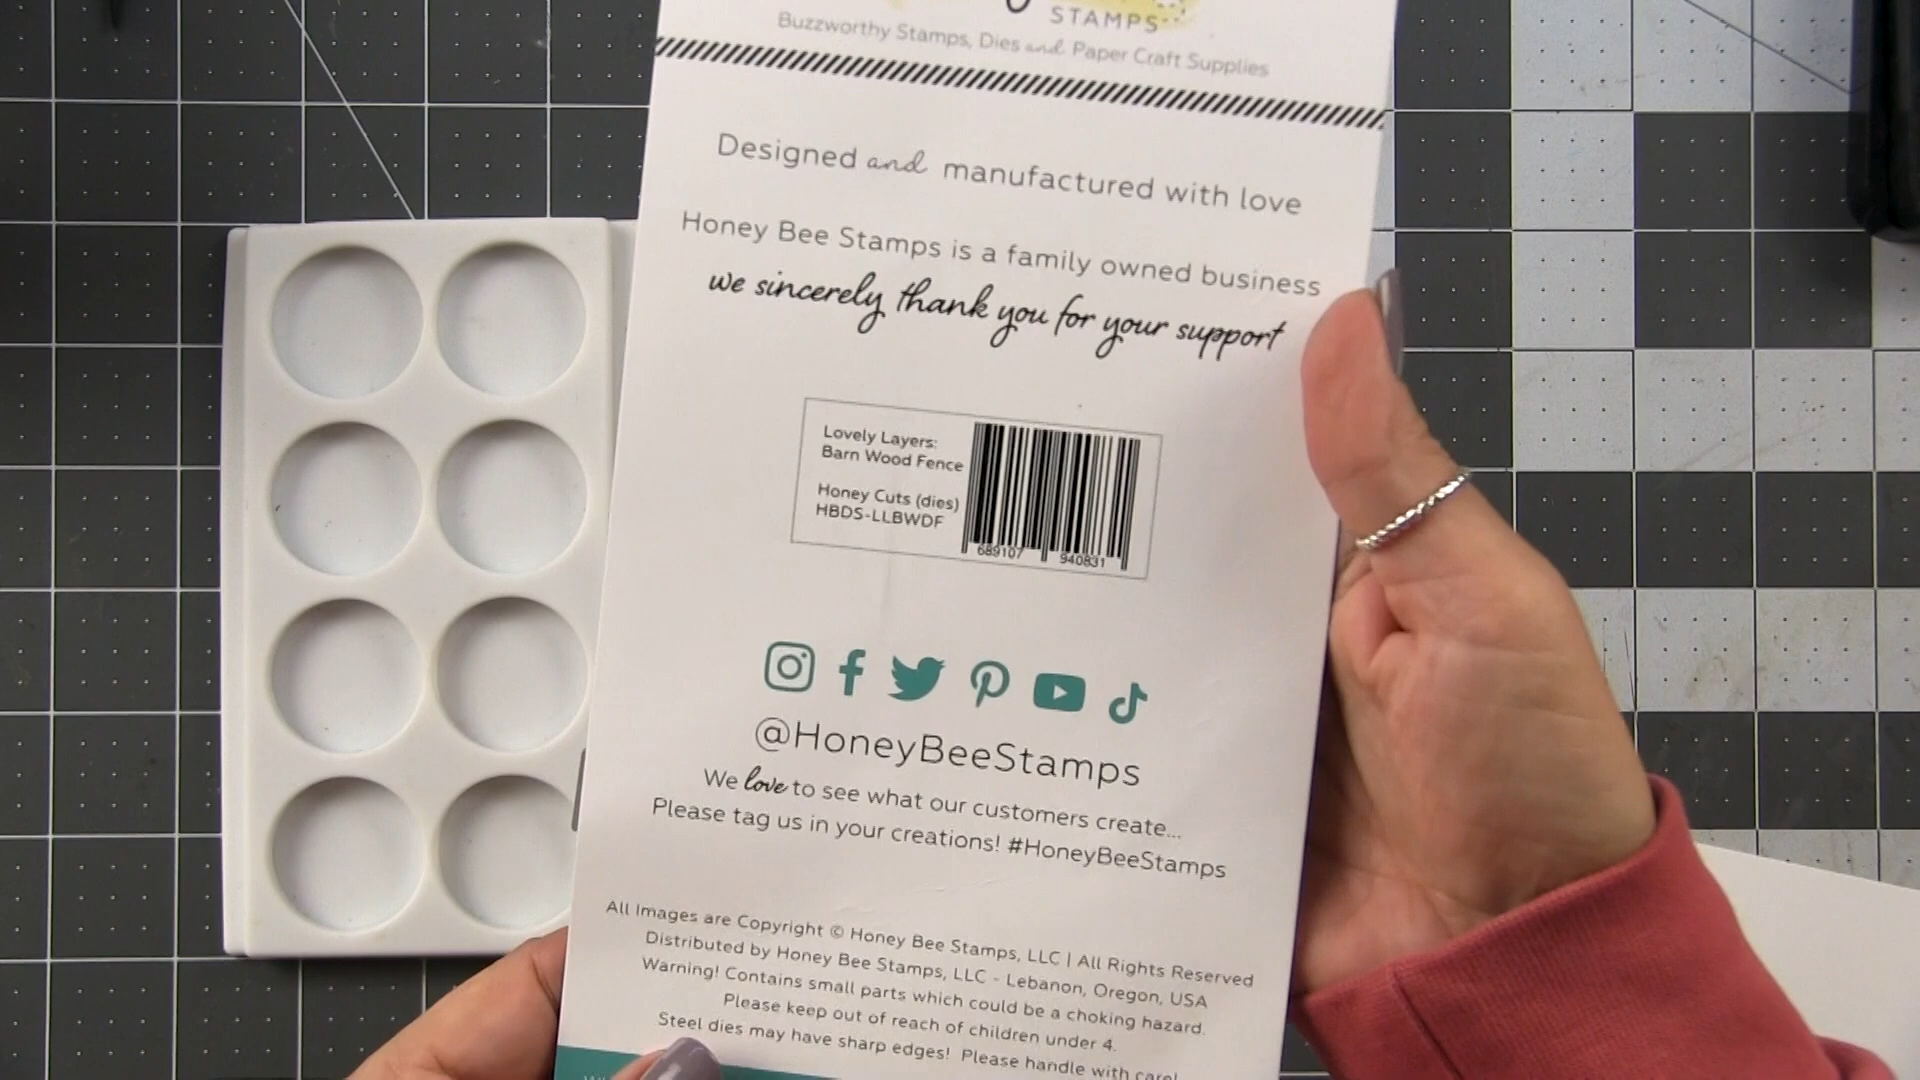 STAMPS
Buzzworthy Stamps, Dies and Paper Craft Supplies
Designed and manufactured with love
Honey Bee Stamps is a family owned business
we sincerely thank you for your support
Lovely Layers:
Barn Wood Fence
Honey Cuts (dies)
HBDS-LLBWDF
689107 940831
@HoneyBeeStamps
We love to see what our customers create...
Please tag us in your creations! #HoneyBeeStamps
All Images are Copyright © Honey Bee Stamps, LLC | All Rights Reserved
Distributed by Honey Bee Stamps, LLC - Lebanon, Oregon, USA
Warning! Contains small parts which could be a choking hazard.
Please keep out of reach of children under 4.
Steel dies may have sharp edges! Please handle with care!